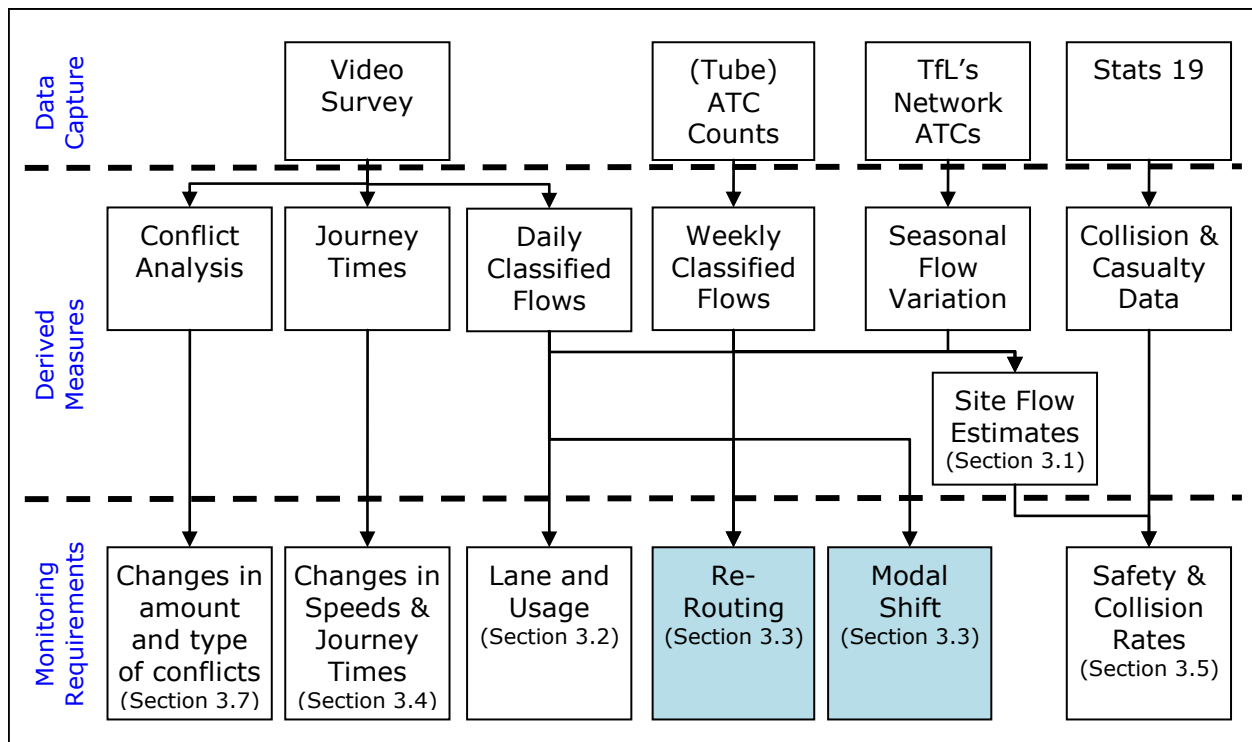 Data
Capture
Video
Survey
(Tube)
ATC
Counts
TfL's
Network
ATCs
Stats 19
Derived
Measures
Conflict
Analysis
Journey
Times
Daily
Classified
Flows
Weekly
Classified
Flows
Seasonal
Flow
Variation
Collision &
Casualty
Data
Site Flow
Estimates
(Section 3.1)
Monitoring
Requirements
Changes in
amount
and type
of conflicts
(Section 3.7)
Changes in
Speeds &
Journey
Times
(Section 3.4)
Lane and
Usage
(Section 3.2)
Re-
Routing
(Section 3.3)
Modal
Shift
(Section 3.3)
Safety &
Collision
Rates
(Section 3.5)